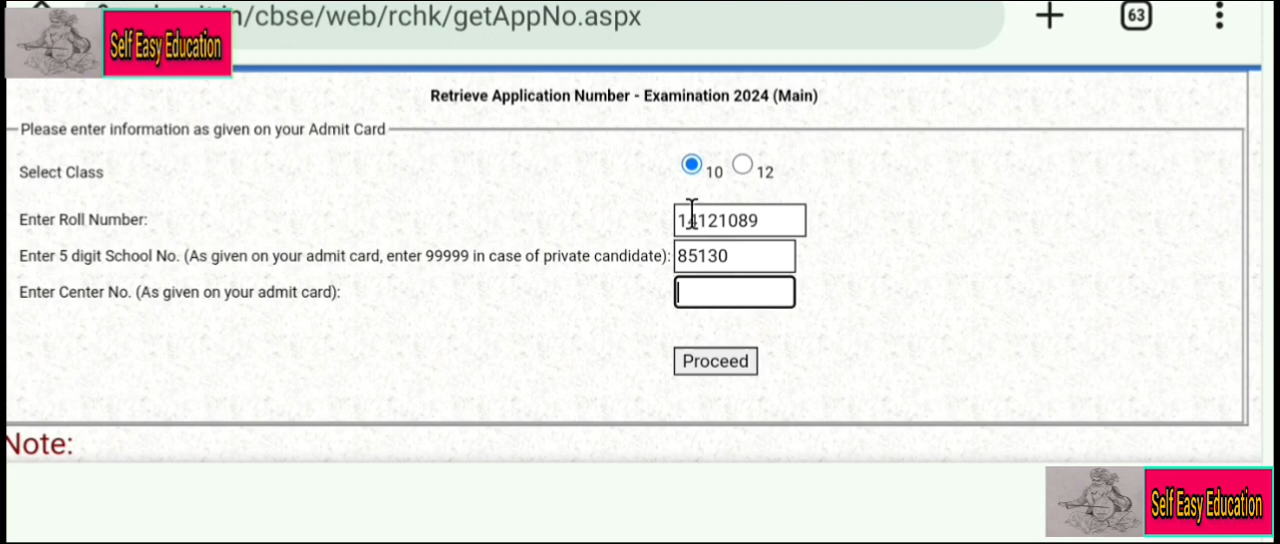 /cbse/web/rchk/getAppNo.aspx
63
Self Easy Education
Retrieve Application Number - Examination 2024 (Main)
Please enter information as given on your Admit Card
Select Class
10
12
Enter Roll Number:
14121089
Enter 5 digit School No. (As given on your admit card, enter 99999 in case of private candidate):
85130
Enter Center No. (As given on your admit card):
Proceed
Note:
Self Easy Education